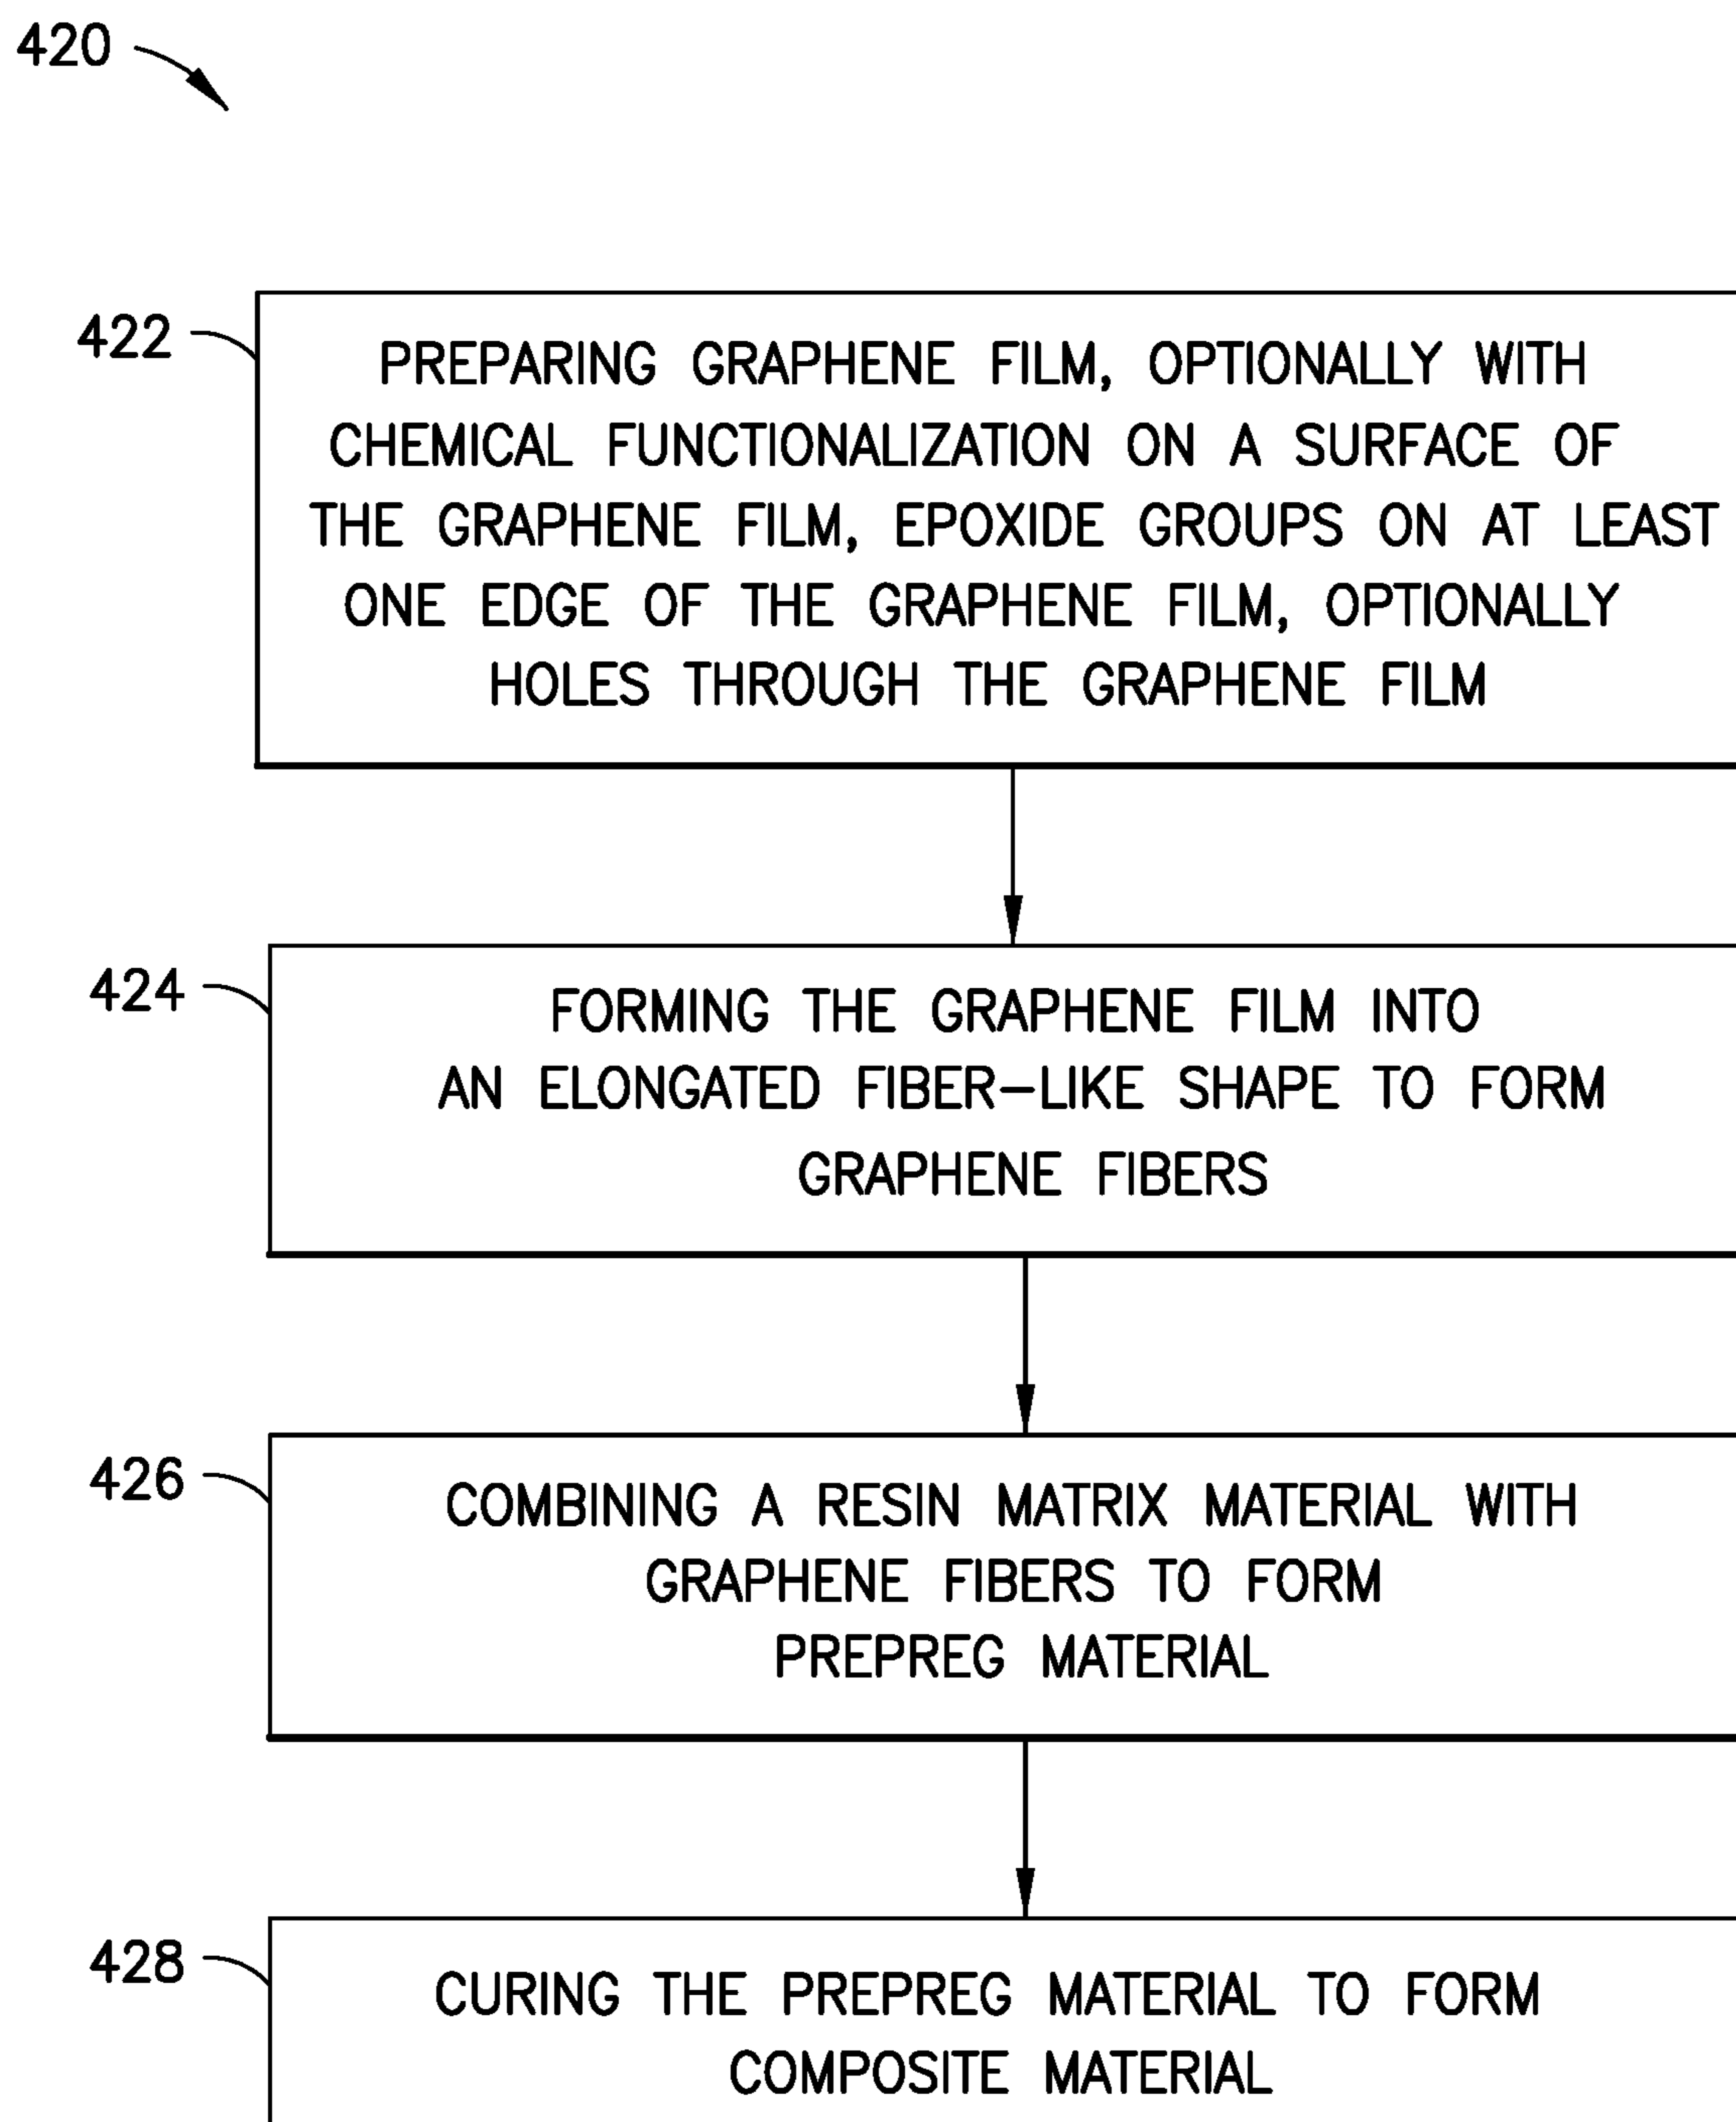 420
422
PREPARING GRAPHENE FILM, OPTIONALLY WITH
CHEMICAL FUNCTIONALIZATION ON A SURFACE OF
THE GRAPHENE FILM, EPOXIDE GROUPS ON AT LEAST
ONE EDGE OF THE GRAPHENE FILM, OPTIONALLY
HOLES THROUGH THE GRAPHENE FILM
424
FORMING THE GRAPHENE FILM INTO
AN ELONGATED FIBER–LIKE SHAPE TO FORM
GRAPHENE FIBERS
426
COMBINING A RESIN MATRIX MATERIAL WITH
GRAPHENE FIBERS TO FORM
PREPREG MATERIAL
428
CURING THE PREPREG MATERIAL TO FORM
COMPOSITE MATERIAL